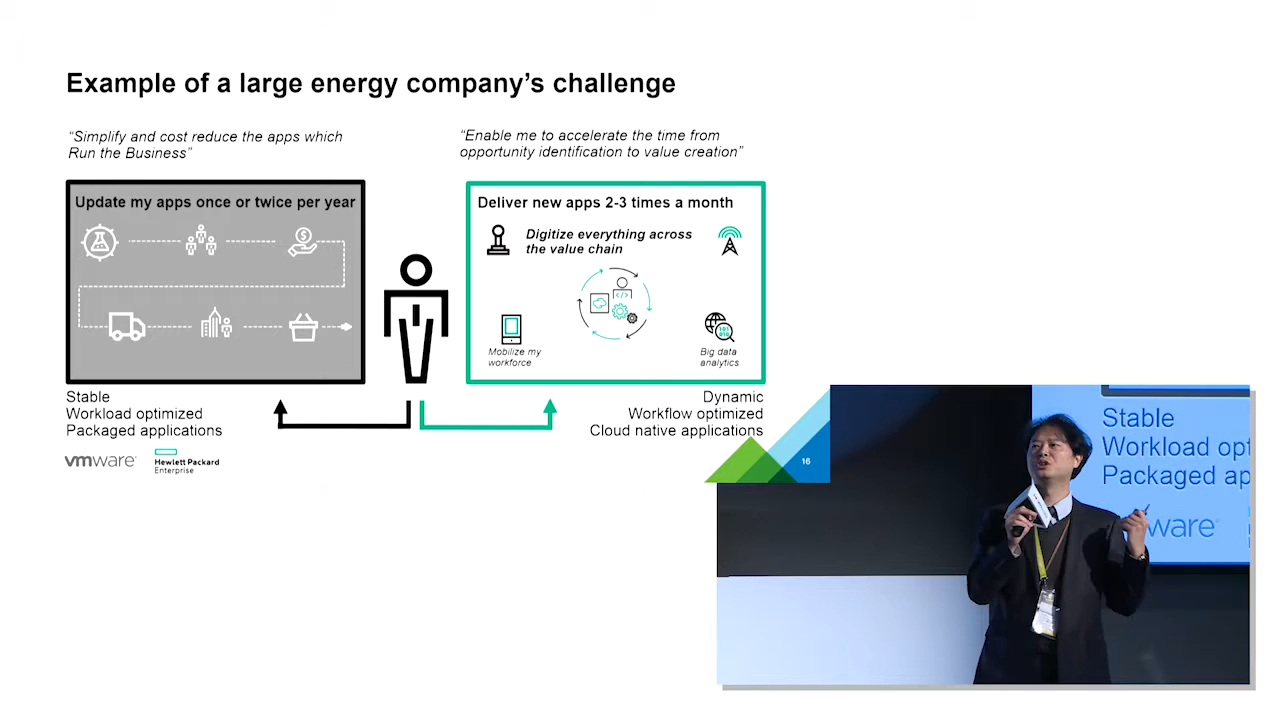 Example of a large energy company's challenge
“Simplify and cost reduce the apps which
Run the Business”
“Enable me to accelerate the time from
opportunity identification to value creation”
Update my apps once or twice per year
$
Deliver new apps 2-3 times a month
Digitize everything across
the value chain
</>
Mobilize my
workforce
101
010
Big data
analytics
Stable
Workload optimized
Packaged applications
Dynamic
Workflow optimized
Cloud native applications
vmware
Hewlett Packard
Enterprise
16
Stable
Workload opt
Packaged ap
ware